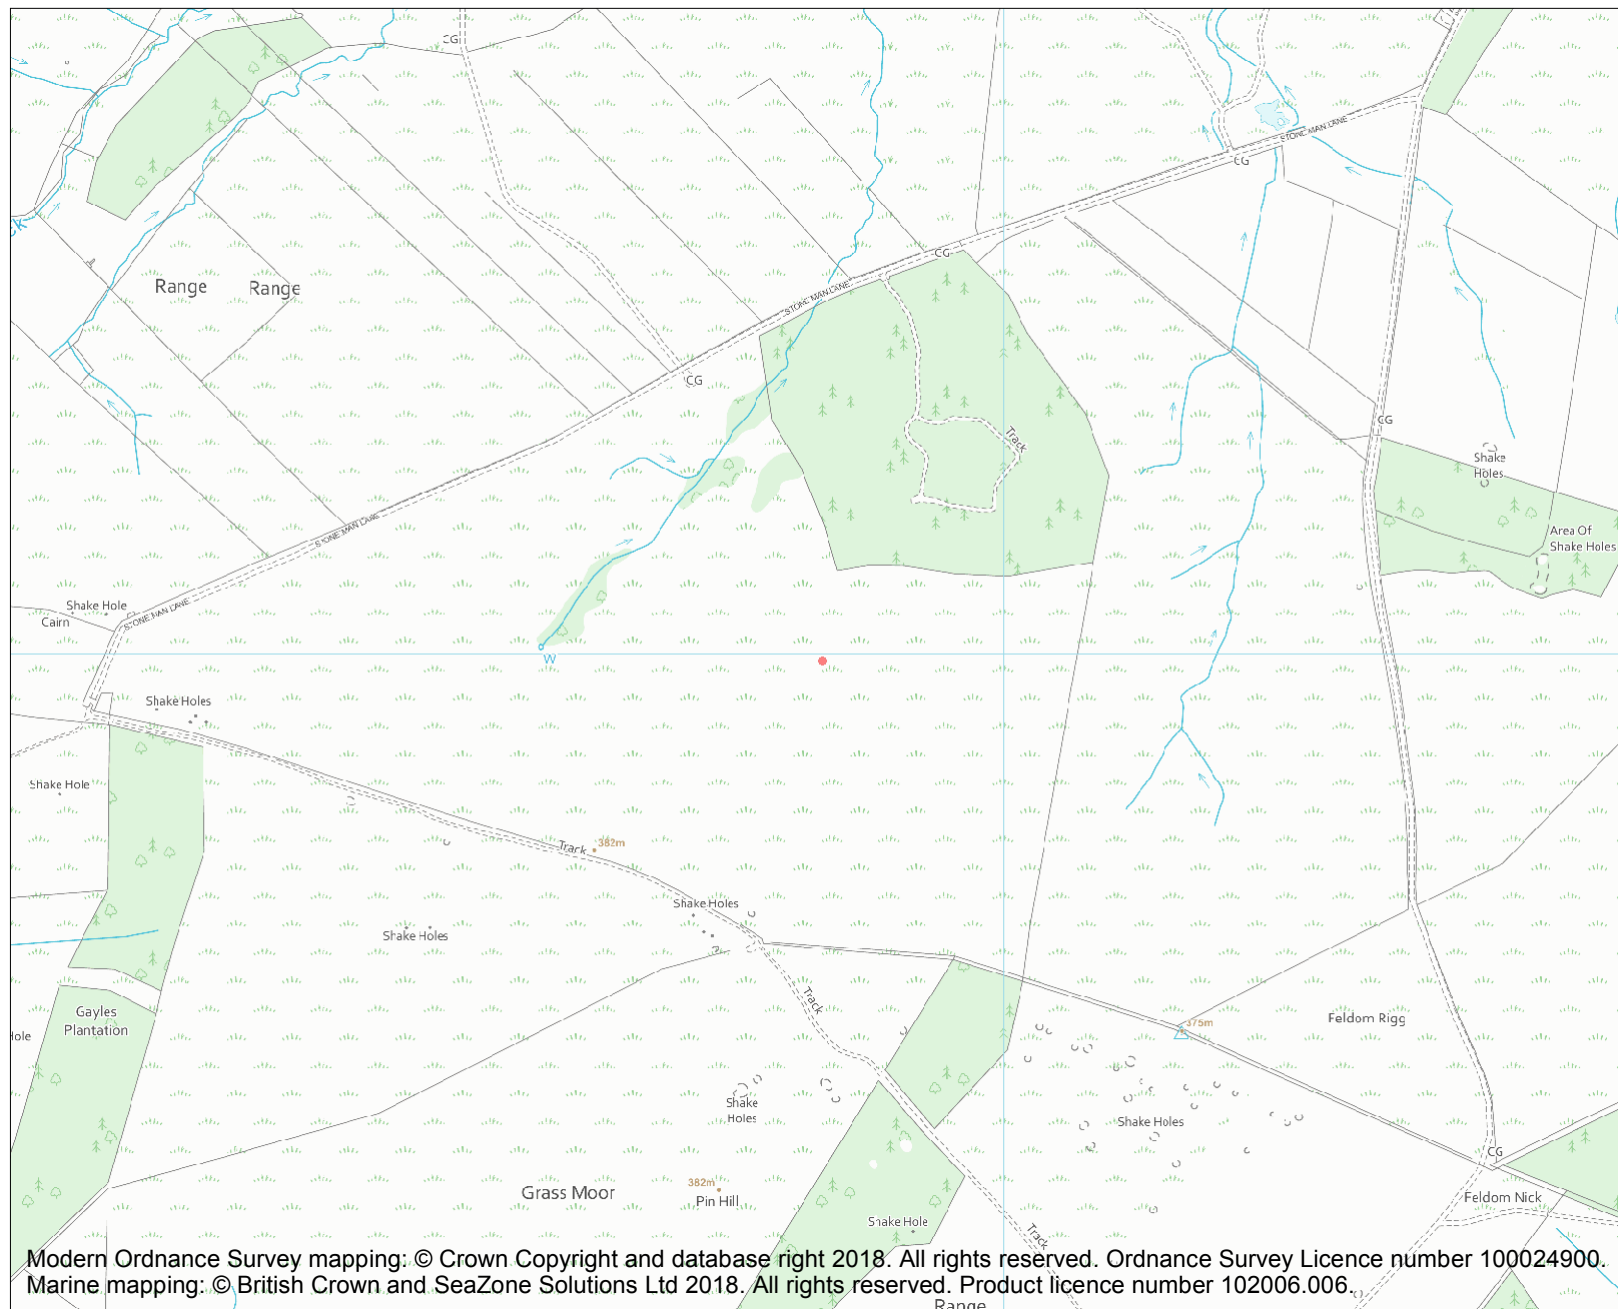 CG
STONE MAN LANE
CG
Range
Range
CG
STONE MAN LANE
CG
CG
Track
Shake
Holes
STONE MAN LANE
Area Of
Shake Holes
Shake Hole
Cairn
STONE MAN LANE
W
Shake Holes
Shake Hole
Track
382m
Shake Holes
Shake Holes
Track
Gayles
Plantation
375m
Feldom Rigg
Hole
Shake
Holes
Shake Holes
CG
382m
Pin Hill
Grass Moor
Feldom Nick
Shake Hole
Track
Modern Ordnance Survey mapping: © Crown Copyright and database right 2018. All rights reserved. Ordnance Survey Licence number 100024900.
Marine mapping: © British Crown and SeaZone Solutions Ltd 2018. All rights reserved. Product licence number 102006.006.
Range